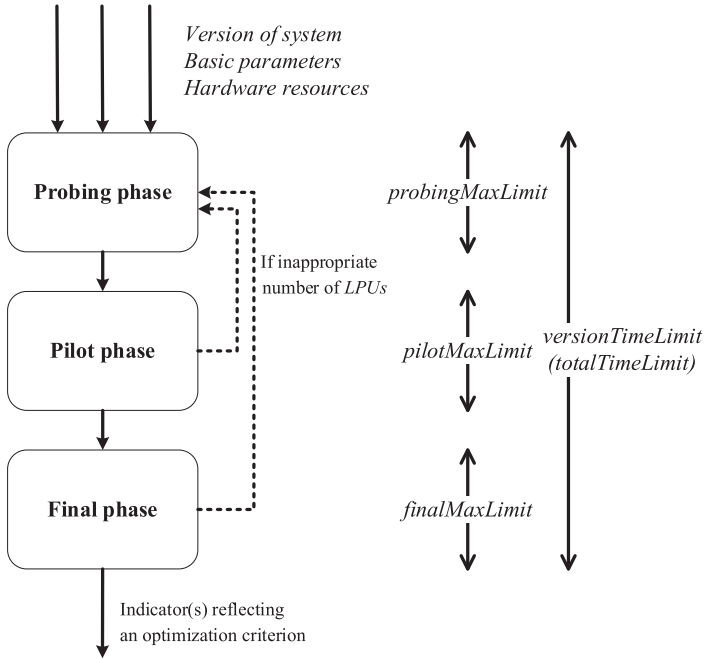 Version of system
Basic parameters
Hardware resources
Probing phase
probingMaxLimit
If inappropriate
number of LPUs
Pilot phase
pilotMaxLimit
versionTimeLimit
(totalTimeLimit)
Final phase
finalMaxLimit
Indicator(s) reflecting
an optimization criterion